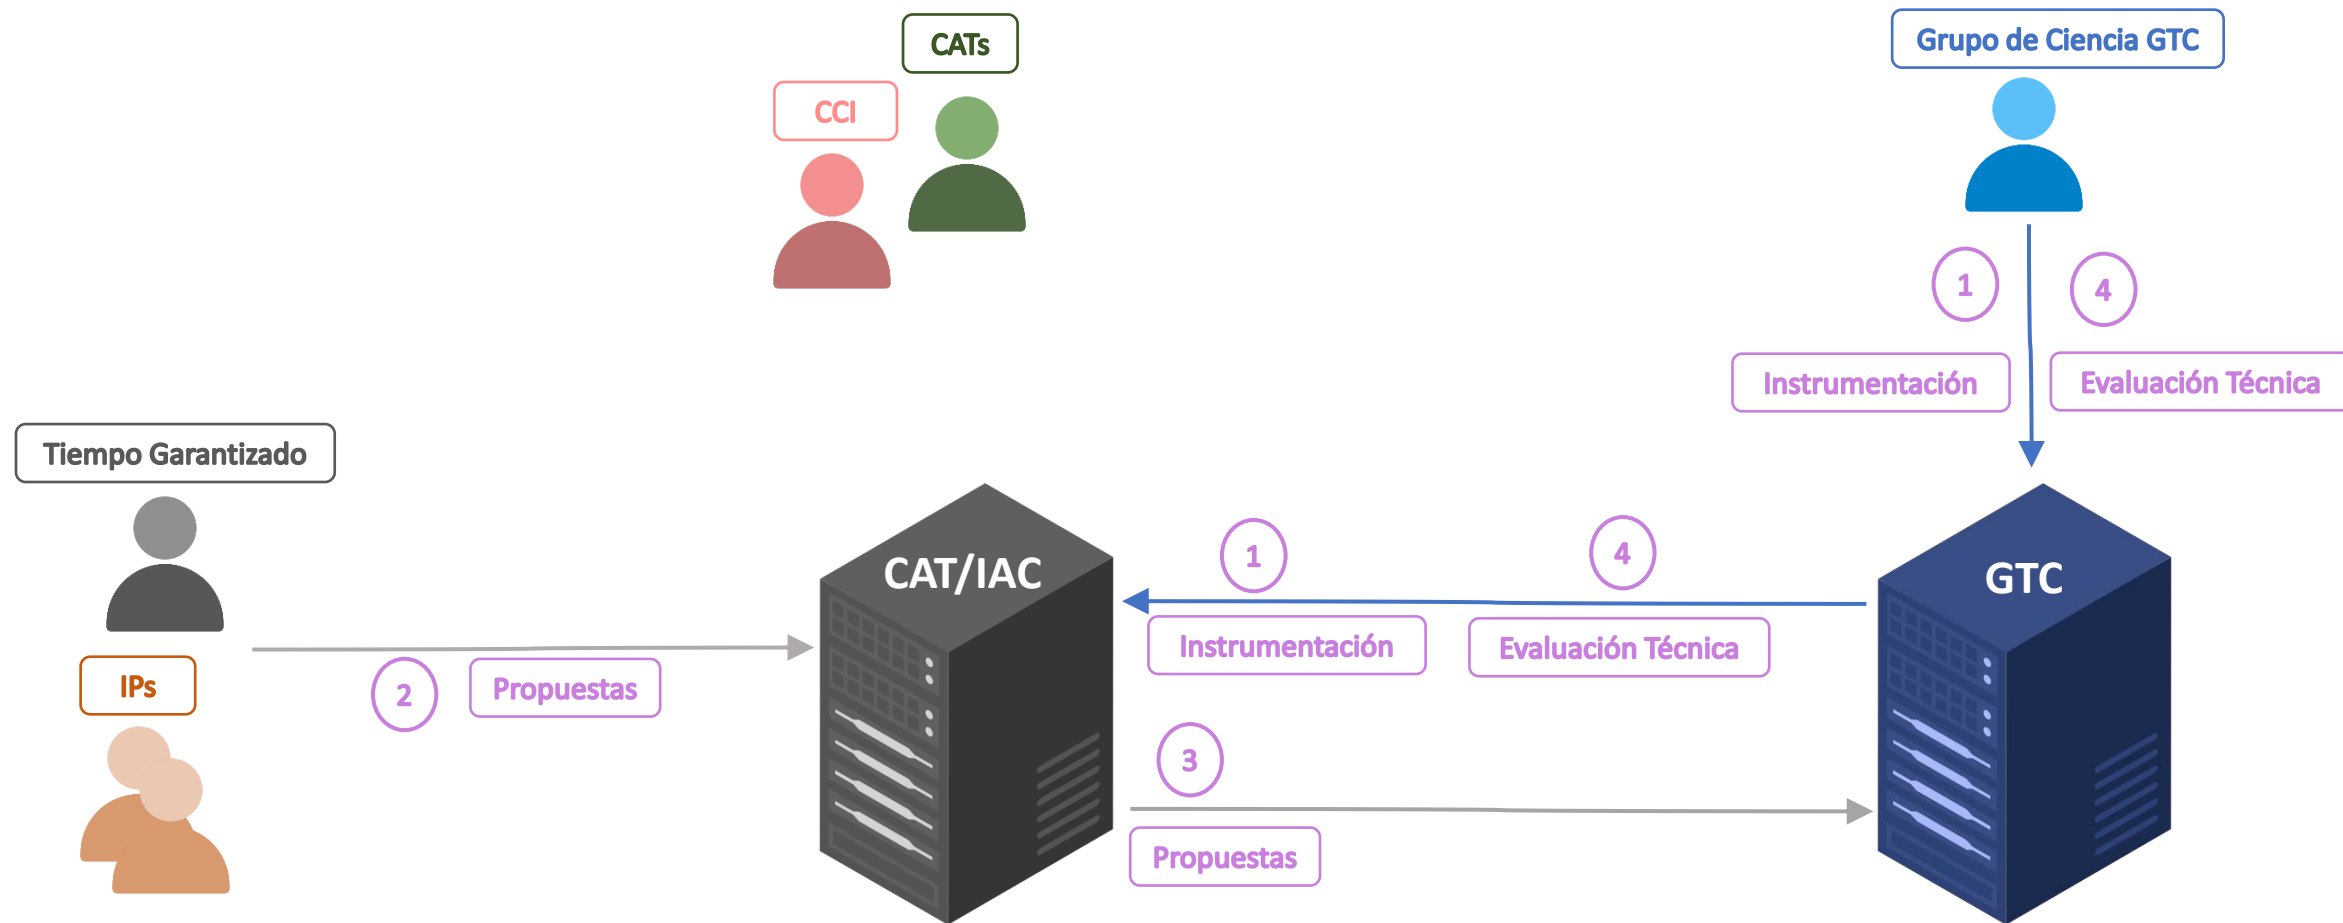 CATs
Grupo de Ciencia GTC
CCI
1
4
Instrumentación
Evaluación Técnica
Tiempo Garantizado
CAT/IAC
1
4
GTC
Instrumentación
Evaluación Técnica
IPs
2
Propuestas
3
Propuestas